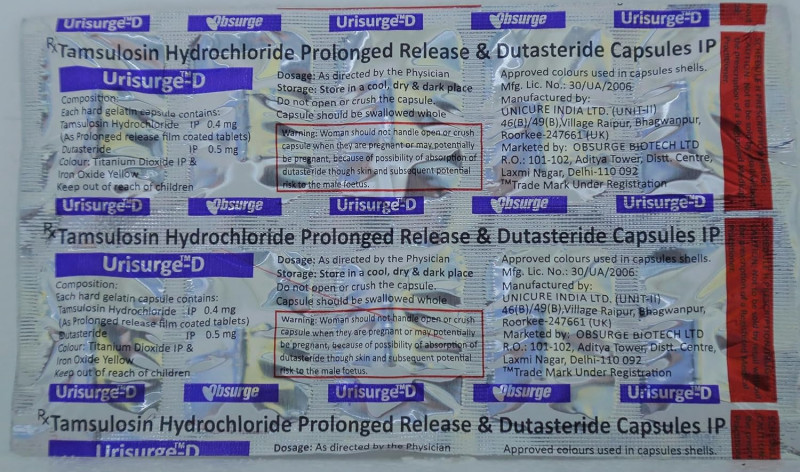 Urisurge™-D Obsurge Urisurge™-D Obsurge Urisurge™-D
Rx Tamsulosin Hydrochloride Prolonged Release & Dutasteride Capsules IP
Urisurge™-D
Composition:
Each hard gelatin capsule contains:
Tamsulosin Hydrochloride IP 0.4 mg
(As Prolonged release film coated tablets)
Dutasteride IP 0.5 mg
Colour: Titanium Dioxide IP &
Iron Oxide Yellow
Keep out of reach of children
Dosage: As directed by the Physician
Storage: Store in a cool, dry & dark place
Do not open or crush the capsule.
Capsule should be swallowed whole
Warning: Woman should not handle open or crush
capsule when they are pregnant or may potentially
be pregnant, because of possibility of absorption of
dutasteride though skin and subsequent potential
risk to the male foetus.
Approved colours used in capsules shells.
Mfg. Lic. No.: 30/UA/2006
Manufactured by:
UNICURE INDIA LTD. (UNIT-II)
46(B)/49(B),Village Raipur, Bhagwanpur,
Roorkee-247661 (UK)
Marketed by: OBSURGE BIOTECH LTD
R.O.: 101-102, Aditya Tower, Distt. Centre,
Laxmi Nagar, Delhi-110 092
™Trade Mark Under Registration
Urisurge™-D Obsurge Urisurge™-D Obsurge Urisurge™-D
Rx Tamsulosin Hydrochloride Prolonged Release & Dutasteride Capsules IP
Urisurge™-D
Composition:
Each hard gelatin capsule contains:
Tamsulosin Hydrochloride IP 0.4 mg
(As Prolonged release film coated tablets)
Dutasteride IP 0.5 mg
Colour: Titanium Dioxide IP &
Iron Oxide Yellow
Keep out of reach of children
Dosage: As directed by the Physician
Storage: Store in a cool, dry & dark place
Do not open or crush the capsule.
Capsule should be swallowed whole
Warning: Woman should not handle open or crush
capsule when they are pregnant or may potentially
be pregnant, because of possibility of absorption of
dutasteride though skin and subsequent potential
risk to the male foetus.
Approved colours used in capsules shells.
Mfg. Lic. No.: 30/UA/2006
Manufactured by:
UNICURE INDIA LTD. (UNIT-II)
46(B)/49(B),Village Raipur, Bhagwanpur,
Roorkee-247661 (UK)
Marketed by: OBSURGE BIOTECH LTD
R.O.: 101-102, Aditya Tower, Distt. Centre,
Laxmi Nagar, Delhi-110 092
™Trade Mark Under Registration
Urisurge™-D Obsurge Urisurge™-D Obsurge Urisurge™-D
Rx Tamsulosin Hydrochloride Prolonged Release & Dutasteride Capsules IP
Urisurge™-D
Dosage: As directed by the Physician
Approved colours used in capsules shells.